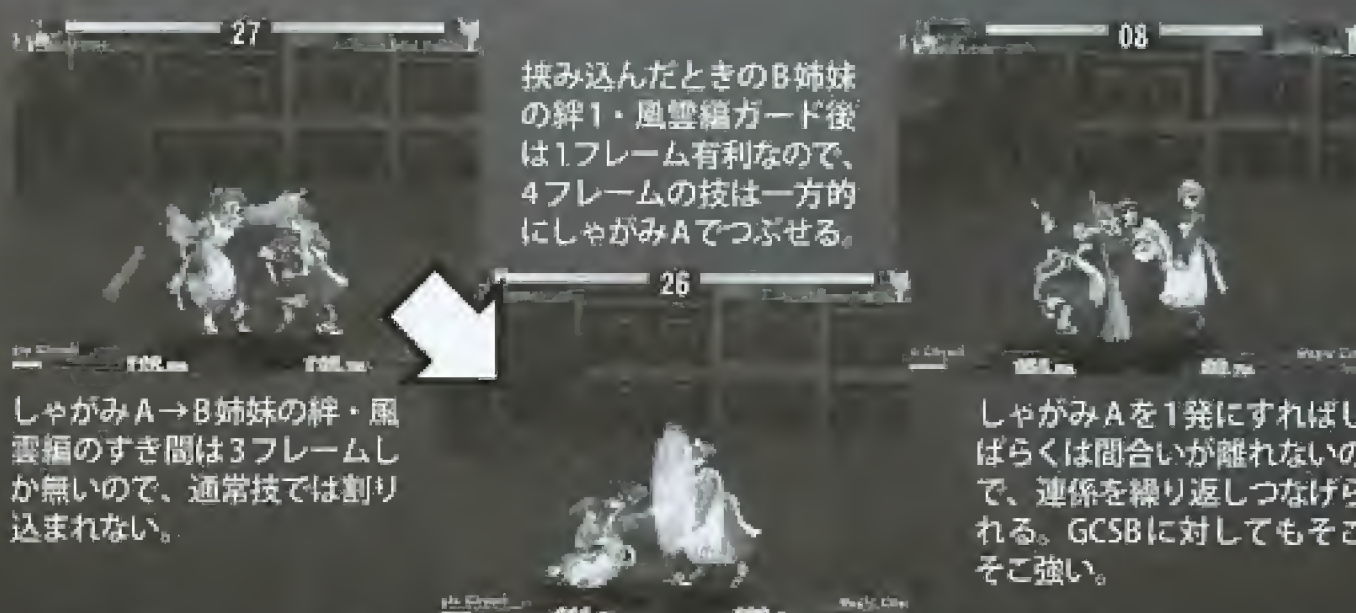 27
しゃがみA→B姉妹の絆・風
雲編のすき間は3フレームし
か無いので、通常技では割り
込まれない。
挟み込んだときのB姉妹
の絆1・風雲編ガード後
は1フレーム有利なので、
4フレームの技は一方的
にしゃがみAでつぶせる。
26
08
しゃがみAを1発にすればし
ばらくは間合いが離れないの
で、連係を繰り返しつなげら
れる。GCSBに対してもそこ
そこ強い。